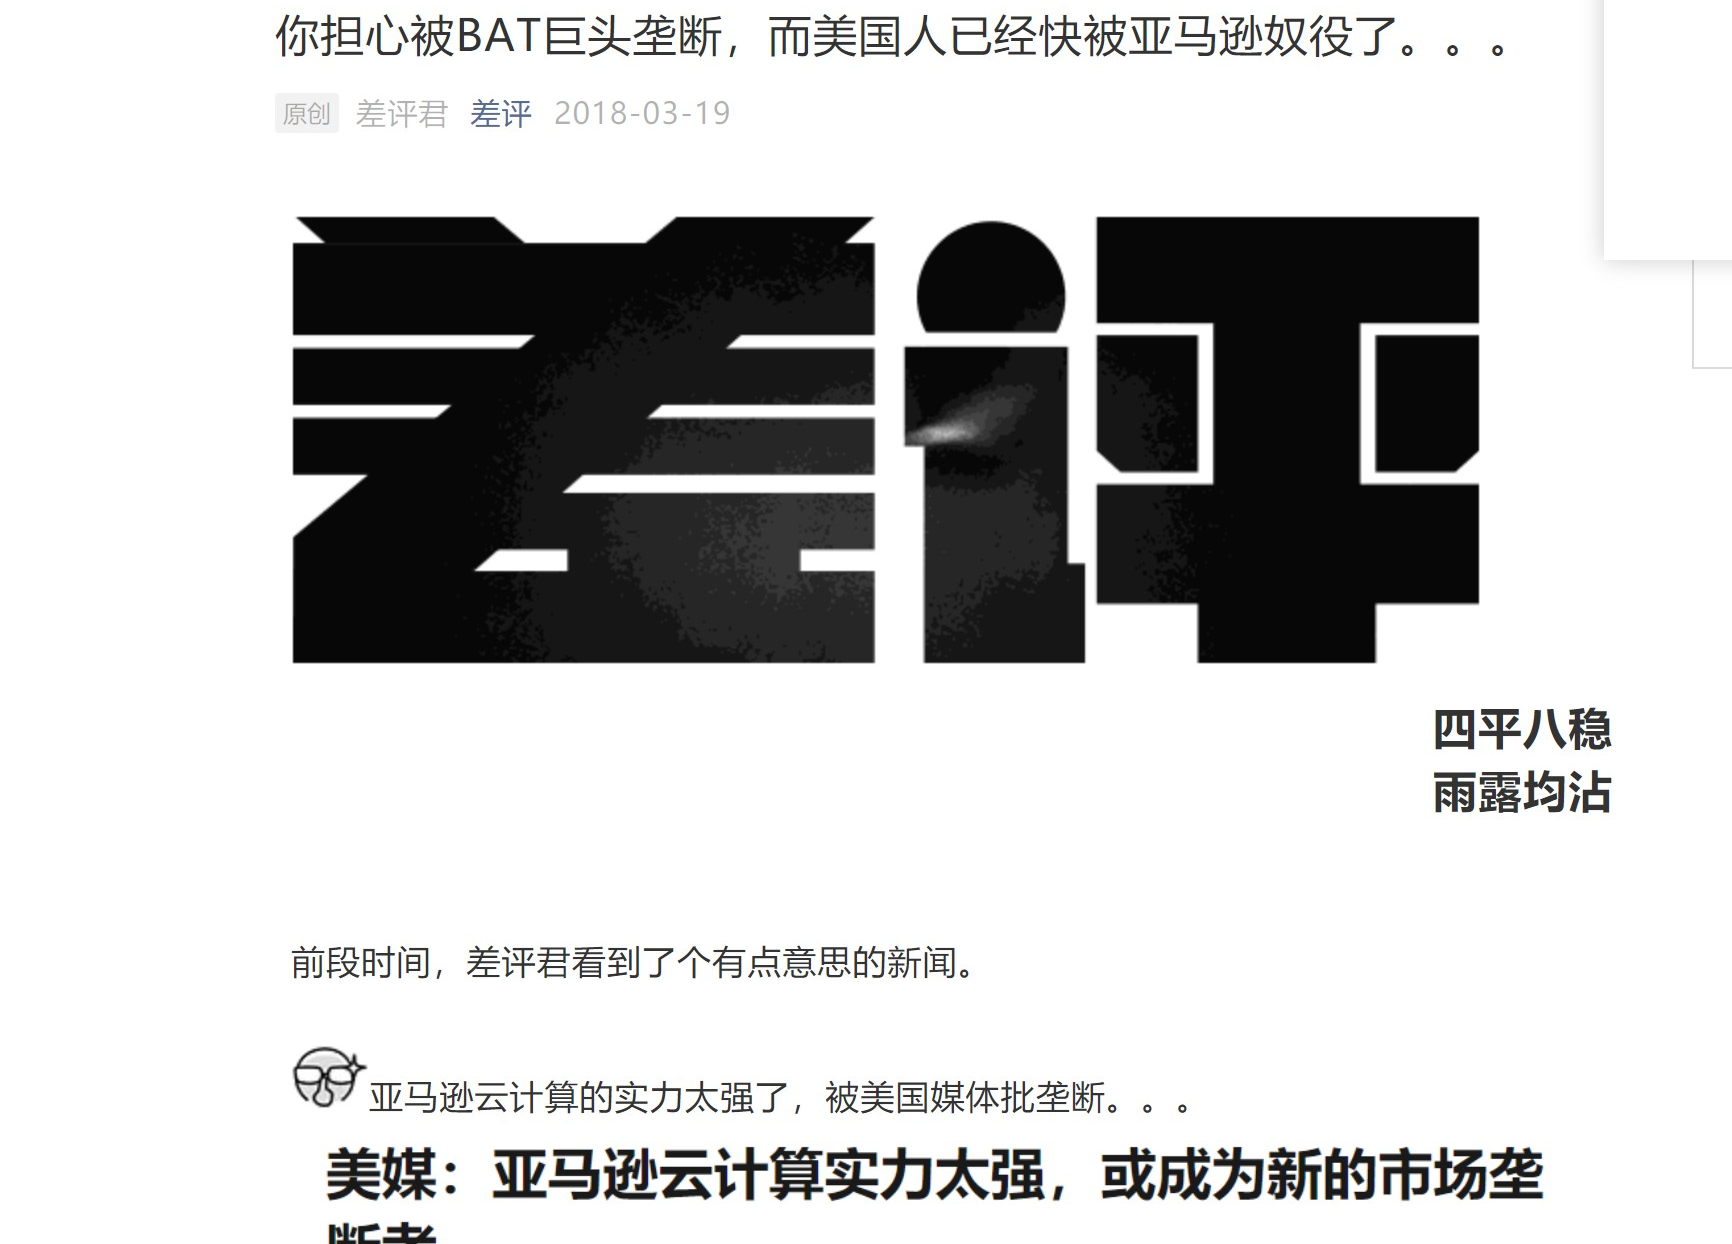 你担心被BAT巨头垄断，而美国人已经快被亚马逊奴役了。。。
原创 差评君 差评 2018-03-19
差评
四平八稳
雨露均沾
前段时间，差评君看到了个有点意思的新闻。
亚马逊云计算的实力太强了，被美国媒体批垄断。。。
美媒：亚马逊云计算实力太强，或成为新的市场垄
断者